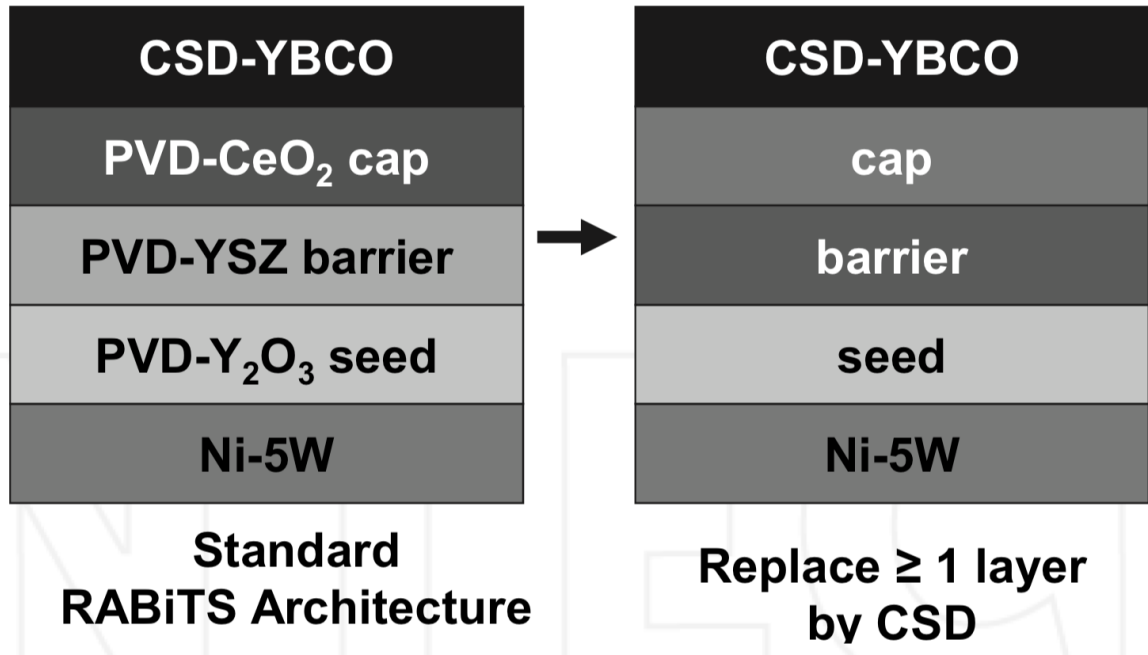 CSD-YBCO
PVD-CeO₂ cap
PVD-YSZ barrier
PVD-Y₂O₃ seed
Ni-5W
Standard
RABiTS Architecture
CSD-YBCO
cap
barrier
seed
Ni-5W
Replace ≥ 1 layer
by CSD